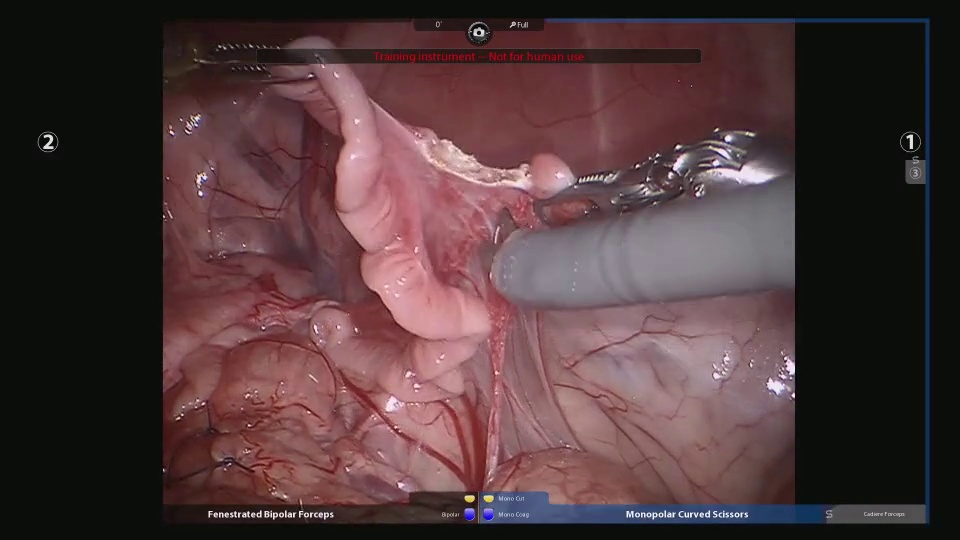 0°
Full
Training instrument -- Not for human use
2
1
S
3
Mono Cut
Fenestrated Bipolar Forceps
Bipolar
Mono Coag
Monopolar Curved Scissors
S
Cadiere Forceps